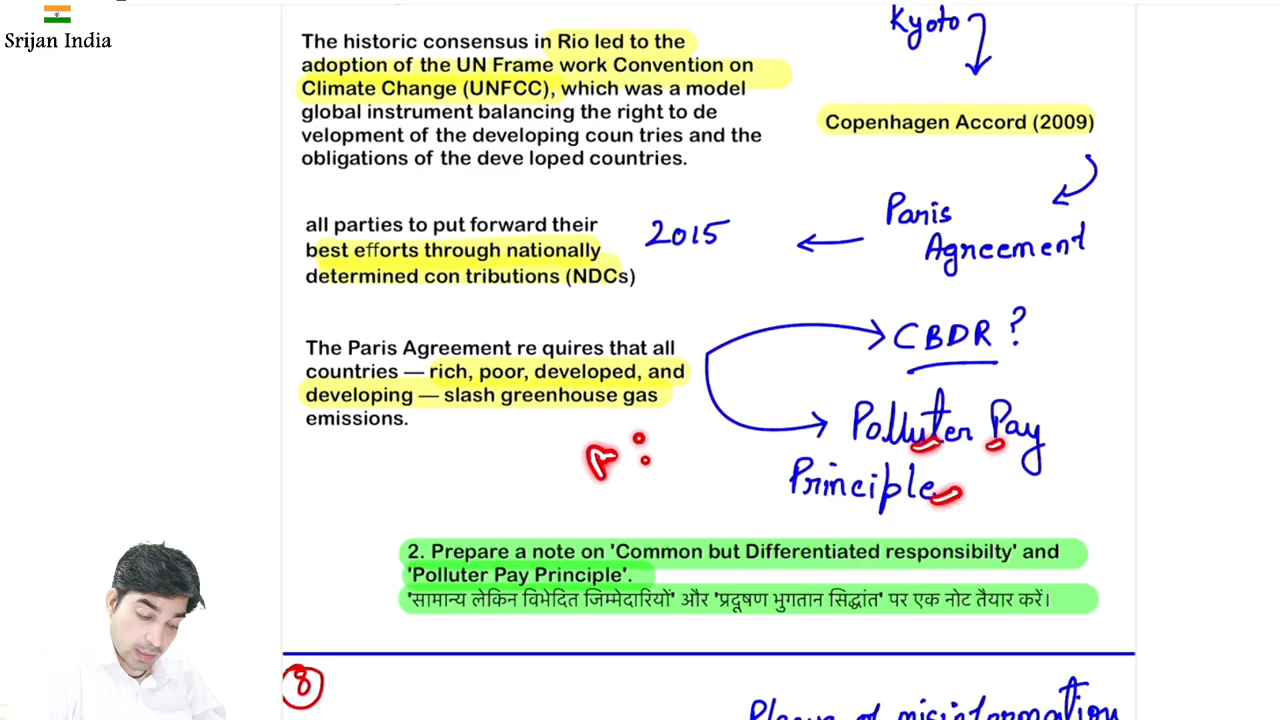 Srijan India
Kyoto
The historic consensus in Rio led to the
adoption of the UN Frame work Convention on
Climate Change (UNFCC), which was a model
global instrument balancing the right to de
velopment of the developing coun tries and the
obligations of the deve loped countries.
Copenhagen Accord (2009)
all parties to put forward their
best efforts through nationally
determined con tributions (NDCs)
2015
Paris
Agreement
The Paris Agreement re quires that all
countries — rich, poor, developed, and
developing — slash greenhouse gas
emissions.
CBDR?
Polluter Pay
Principle
2. Prepare a note on 'Common but Differentiated responsibilty' and
'Polluter Pay Principle'.
'सामान्य लेकिन विभेदित जिम्मेदारियों' और 'प्रदूषण भुगतान सिद्धांत' पर एक नोट तैयार करें।
8
Plague of misinformation